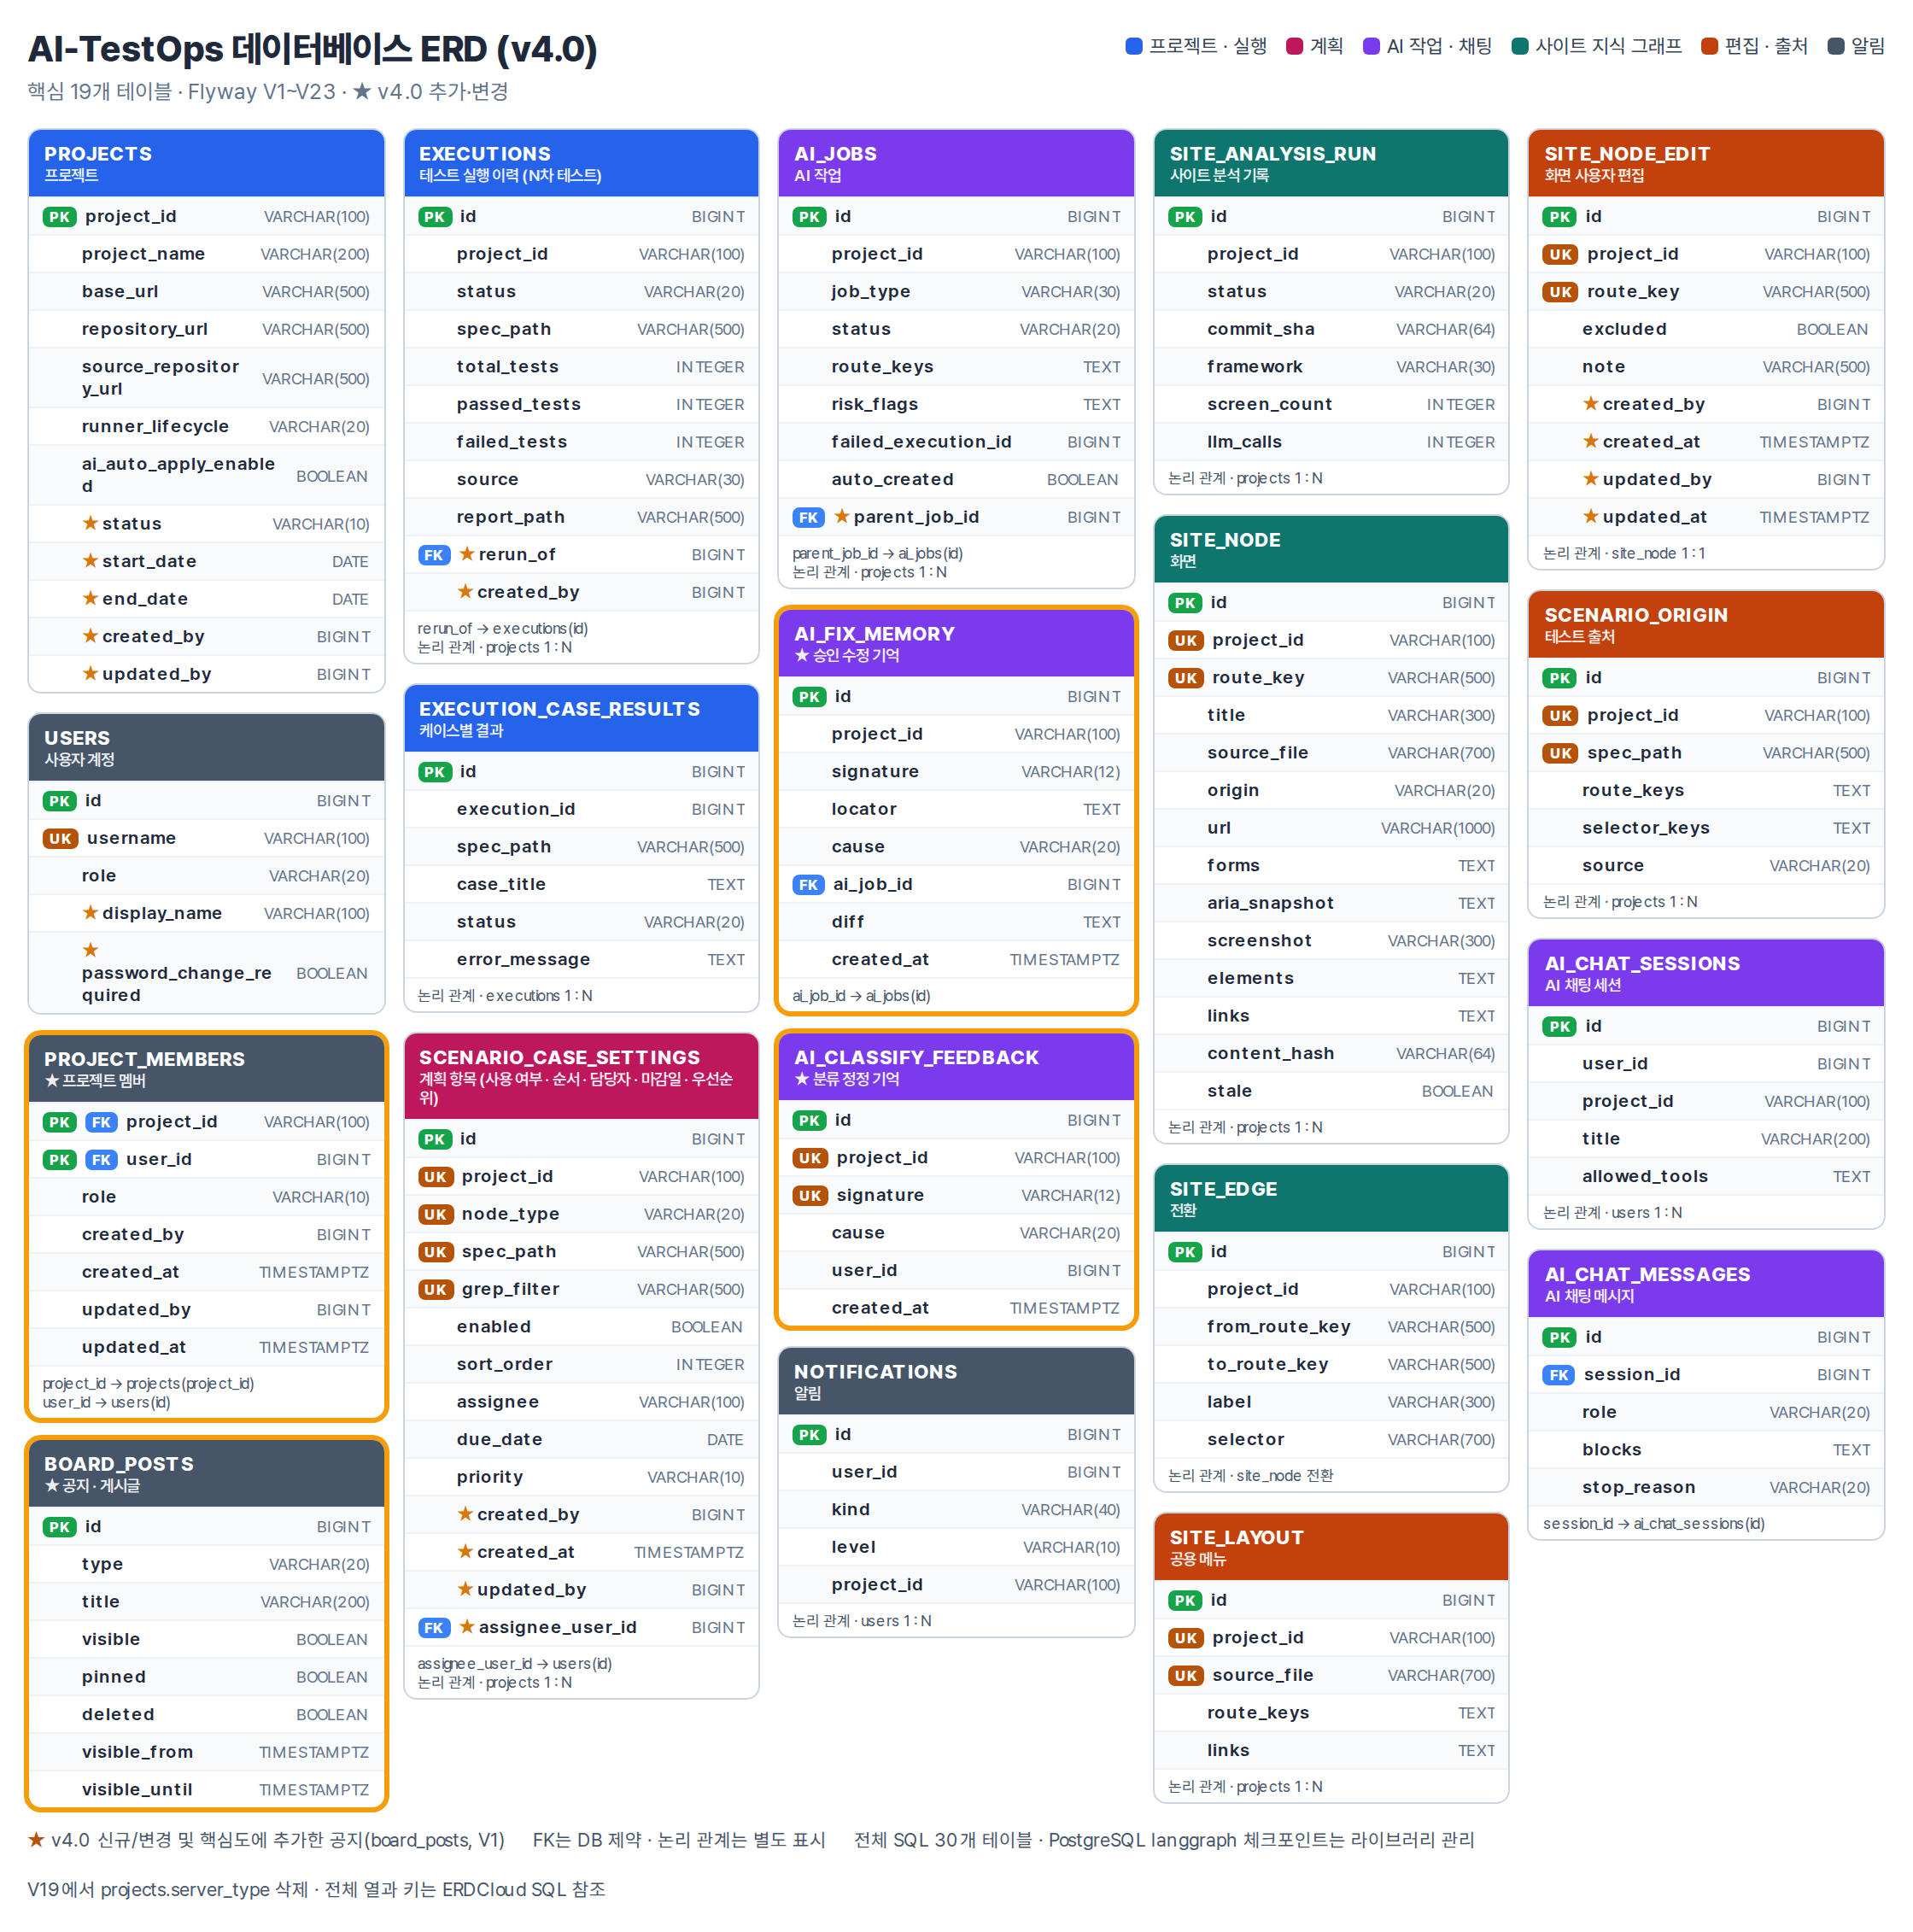 AI-TestOps 데이터베이스 ERD (v4.0)
핵심 19개 테이블 · Flyway V1~V23 · ★ v4.0 추가·변경
프로젝트 · 실행
계획
AI 작업 · 채팅
사이트 지식 그래프
편집 · 출처
알림
PROJECTS
프로젝트
PK project_id VARCHAR(100)
project_name VARCHAR(200)
base_url VARCHAR(500)
repository_url VARCHAR(500)
source_repositor
y_url VARCHAR(500)
runner_lifecycle VARCHAR(20)
ai_auto_apply_enable
d BOOLEAN
★ status VARCHAR(10)
★ start_date DATE
★ end_date DATE
★ created_by BIGINT
★ updated_by BIGINT
USERS
사용자 계정
PK id BIGINT
UK username VARCHAR(100)
role VARCHAR(20)
★ display_name VARCHAR(100)
★
password_change_re BOOLEAN
quired
PROJECT_MEMBERS
★ 프로젝트 멤버
PK FK project_id VARCHAR(100)
PK FK user_id BIGINT
role VARCHAR(10)
created_by BIGINT
created_at TIMESTAMPTZ
updated_by BIGINT
updated_at TIMESTAMPTZ
project_id → projects(project_id)
user_id → users(id)
BOARD_POSTS
★ 공지 · 게시글
PK id BIGINT
type VARCHAR(20)
title VARCHAR(200)
visible BOOLEAN
pinned BOOLEAN
deleted BOOLEAN
visible_from TIMESTAMPTZ
visible_until TIMESTAMPTZ
EXECUTIONS
테스트 실행 이력 (N차 테스트)
PK id BIGINT
project_id VARCHAR(100)
status VARCHAR(20)
spec_path VARCHAR(500)
total_tests INTEGER
passed_tests INTEGER
failed_tests INTEGER
source VARCHAR(30)
report_path VARCHAR(500)
FK ★ rerun_of BIGINT
★ created_by BIGINT
rerun_of → executions(id)
논리 관계 · projects 1 : N
EXECUTION_CASE_RESULTS
케이스별 결과
PK id BIGINT
execution_id BIGINT
spec_path VARCHAR(500)
case_title TEXT
status VARCHAR(20)
error_message TEXT
논리 관계 · executions 1 : N
SCENARIO_CASE_SETTINGS
계획 항목 (사용 여부 · 순서 · 담당자 · 마감일 · 우선순
위)
PK id BIGINT
UK project_id VARCHAR(100)
UK node_type VARCHAR(20)
UK spec_path VARCHAR(500)
UK grep_filter VARCHAR(500)
enabled BOOLEAN
sort_order INTEGER
assignee VARCHAR(100)
due_date DATE
priority VARCHAR(10)
★ created_by BIGINT
★ created_at TIMESTAMPTZ
★ updated_by BIGINT
FK ★ assignee_user_id BIGINT
assignee_user_id → users(id)
논리 관계 · projects 1 : N
AI_JOBS
AI 작업
PK id BIGINT
project_id VARCHAR(100)
job_type VARCHAR(30)
status VARCHAR(20)
route_keys TEXT
risk_flags TEXT
failed_execution_id BIGINT
auto_created BOOLEAN
FK ★ parent_job_id BIGINT
parent_job_id → ai_jobs(id)
논리 관계 · projects 1 : N
AI_FIX_MEMORY
★ 승인 수정 기억
PK id BIGINT
project_id VARCHAR(100)
signature VARCHAR(12)
locator TEXT
cause VARCHAR(20)
FK ai_job_id BIGINT
diff TEXT
created_at TIMESTAMPTZ
ai_job_id → ai_jobs(id)
AI_CLASSIFY_FEEDBACK
★ 분류 정정 기억
PK id BIGINT
UK project_id VARCHAR(100)
UK signature VARCHAR(12)
cause VARCHAR(20)
user_id BIGINT
created_at TIMESTAMPTZ
NOTIFICATIONS
알림
PK id BIGINT
user_id BIGINT
kind VARCHAR(40)
level VARCHAR(10)
project_id VARCHAR(100)
논리 관계 · users 1 : N
SITE_ANALYSIS_RUN
사이트 분석 기록
PK id BIGINT
project_id VARCHAR(100)
status VARCHAR(20)
commit_sha VARCHAR(64)
framework VARCHAR(30)
screen_count INTEGER
llm_calls INTEGER
논리 관계 · projects 1 : N
SITE_NODE
화면
PK id BIGINT
UK project_id VARCHAR(100)
UK route_key VARCHAR(500)
title VARCHAR(300)
source_file VARCHAR(700)
origin VARCHAR(20)
url VARCHAR(1000)
forms TEXT
aria_snapshot TEXT
screenshot VARCHAR(300)
elements TEXT
links TEXT
content_hash VARCHAR(64)
stale BOOLEAN
논리 관계 · projects 1 : N
SITE_EDGE
전환
PK id BIGINT
project_id VARCHAR(100)
from_route_key VARCHAR(500)
to_route_key VARCHAR(500)
label VARCHAR(300)
selector VARCHAR(700)
논리 관계 · site_node 전환
SITE_LAYOUT
공용 메뉴
PK id BIGINT
UK project_id VARCHAR(100)
UK source_file VARCHAR(700)
route_keys TEXT
links TEXT
논리 관계 · projects 1 : N
SITE_NODE_EDIT
화면 사용자 편집
PK id BIGINT
UK project_id VARCHAR(100)
UK route_key VARCHAR(500)
excluded BOOLEAN
note VARCHAR(500)
★ created_by BIGINT
★ created_at TIMESTAMPTZ
★ updated_by BIGINT
★ updated_at TIMESTAMPTZ
논리 관계 · site_node 1 : 1
SCENARIO_ORIGIN
테스트 출처
PK id BIGINT
UK project_id VARCHAR(100)
UK spec_path VARCHAR(500)
route_keys TEXT
selector_keys TEXT
source VARCHAR(20)
논리 관계 · projects 1 : N
AI_CHAT_SESSIONS
AI 채팅 세션
PK id BIGINT
user_id BIGINT
project_id VARCHAR(100)
title VARCHAR(200)
allowed_tools TEXT
논리 관계 · users 1 : N
AI_CHAT_MESSAGES
AI 채팅 메시지
PK id BIGINT
FK session_id BIGINT
role VARCHAR(20)
blocks TEXT
stop_reason VARCHAR(20)
session_id → ai_chat_sessions(id)
★ v4.0 신규/변경 및 핵심도에 추가한 공지(board_posts, V1) FK는 DB 제약 · 논리 관계는 별도 표시 전체 SQL 30개 테이블 · PostgreSQL langgraph 체크포인트는 라이브러리 관리
V19에서 projects.server_type 삭제 · 전체 열과 키는 ERDCloud SQL 참조